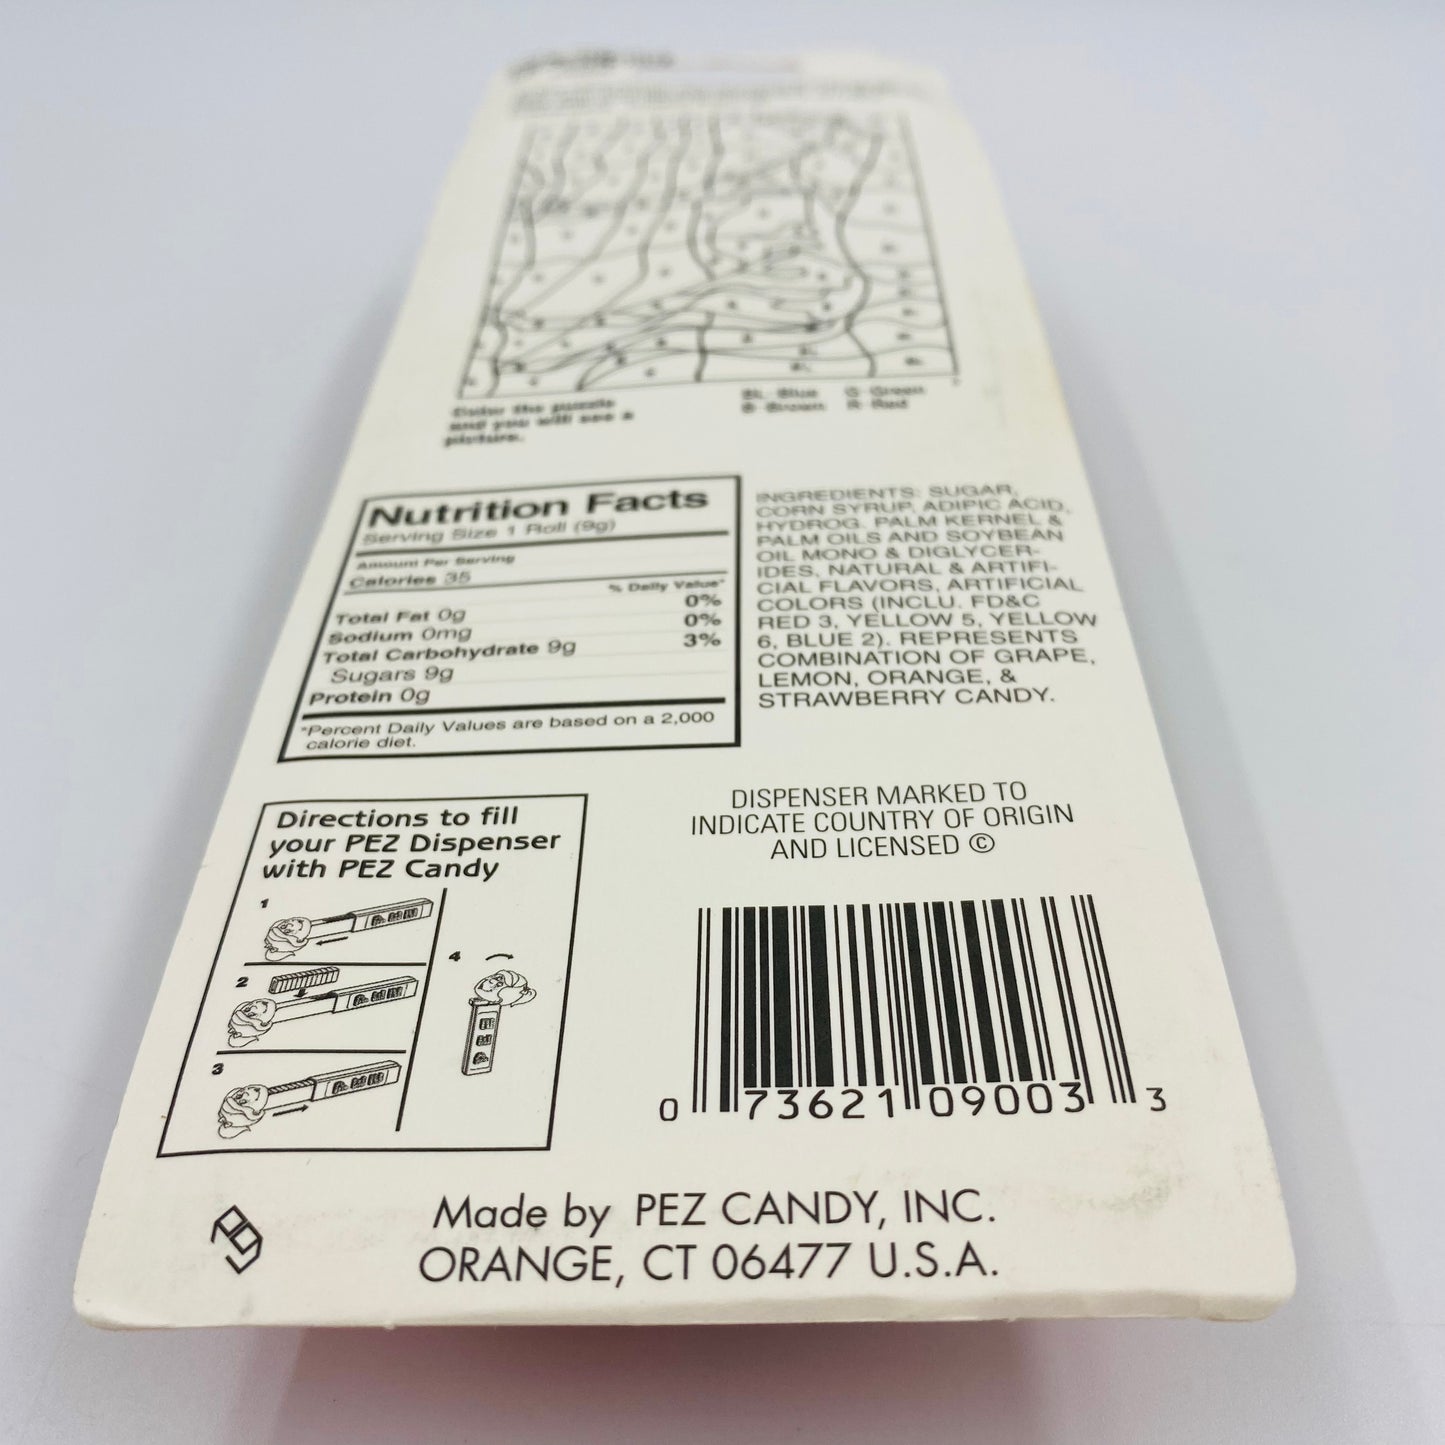 Color the puzzle
and you will see a
picture.
BL-Blue G-Green
B-Brown R-Red
Nutrition Facts
Serving Size 1 Roll (9g)
Amount Per Serving
Calories 35
% Daily Value*
Total Fat 0g 0%
Sodium 0mg 0%
Total Carbohydrate 9g 3%
Sugars 9g
Protein 0g
*Percent Daily Values are based on a 2,000
calorie diet.
INGREDIENTS: SUGAR,
CORN SYRUP, ADIPIC ACID,
HYDROG. PALM KERNEL &
PALM OILS AND SOYBEAN
OIL MONO & DIGLYCER-
IDES, NATURAL & ARTIFI-
CIAL FLAVORS, ARTIFICIAL
COLORS (INCLU. FD&C
RED 3, YELLOW 5, YELLOW
6, BLUE 2). REPRESENTS
COMBINATION OF GRAPE,
LEMON, ORANGE, &
STRAWBERRY CANDY.
Directions to fill
your PEZ Dispenser
with PEZ Candy
1
PEZ
2
PEZ
3
PEZ
4
PEZ
DISPENSER MARKED TO
INDICATE COUNTRY OF ORIGIN
AND LICENSED ©
0 73621 09003 3
Made by PEZ CANDY, INC.
ORANGE, CT 06477 U.S.A.